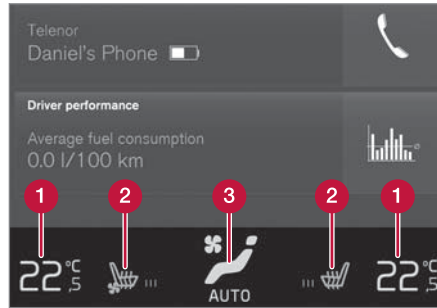 Telenor
Daniel's Phone
Driver performance
Average fuel consumption
0.0 l/100 km
1 2 3 2 1
22°C ,5 AUTO 22°C ,5